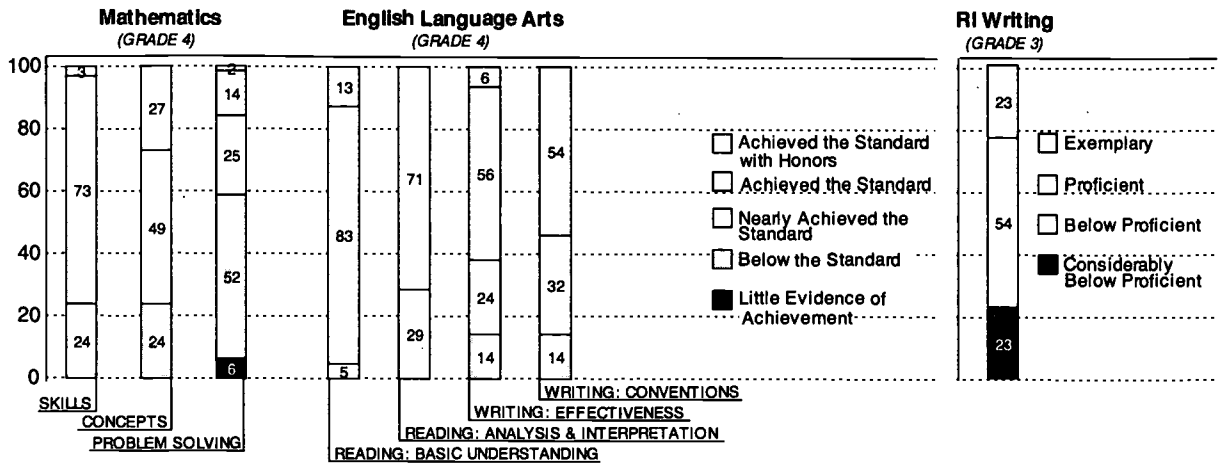 Mathematics
(GRADE 4)
English Language Arts
(GRADE 4)
RI Writing
(GRADE 3)
100
80
60
40
20
0
3
73
24
27
49
24
2
14
25
52
6
13
83
5
71
29
6
56
24
14
54
32
14
Achieved the Standard
with Honors
Achieved the Standard
Nearly Achieved the
Standard
Below the Standard
Little Evidence of
Achievement
23
54
23
Exemplary
Proficient
Below Proficient
Considerably
Below Proficient
SKILLS
CONCEPTS
PROBLEM SOLVING
WRITING: CONVENTIONS
WRITING: EFFECTIVENESS
READING: ANALYSIS & INTERPRETATION
READING: BASIC UNDERSTANDING